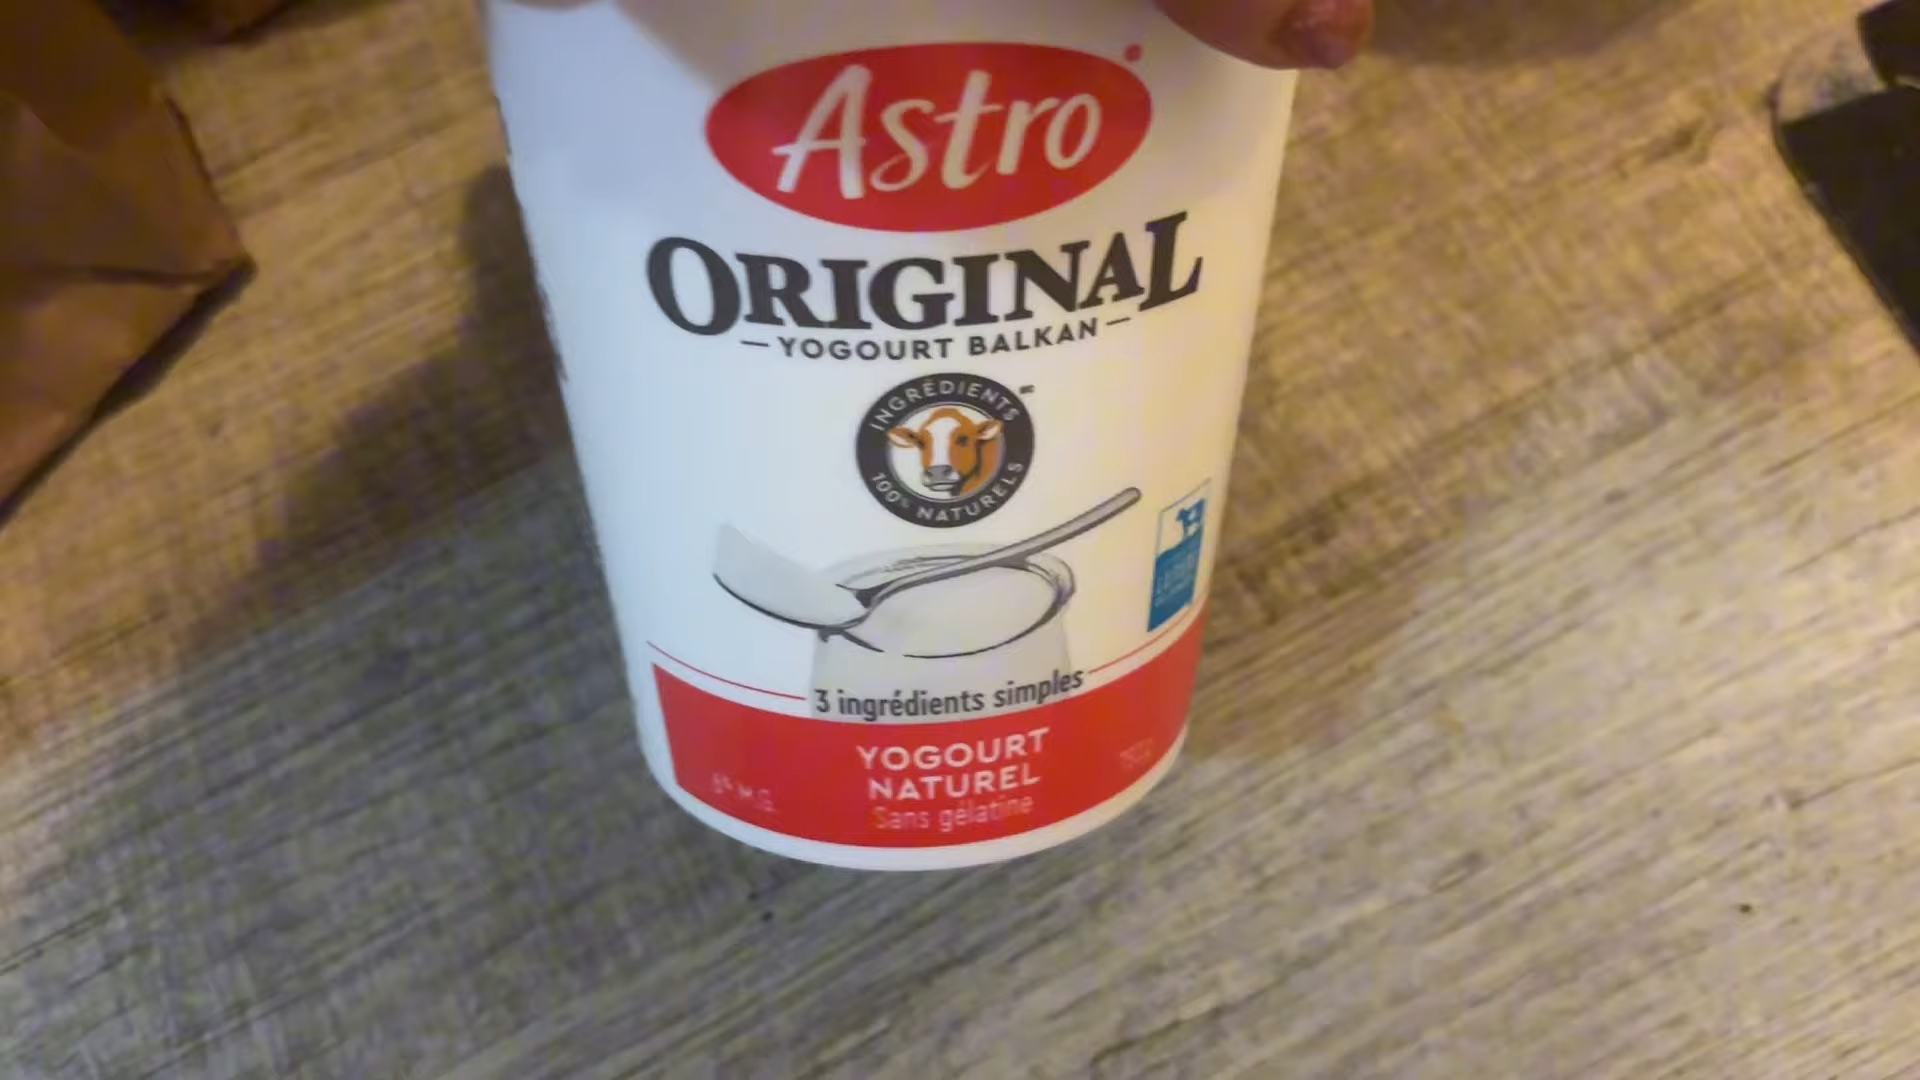 Astro
ORIGINAL
YOGOURT BALKAN
INGRÉDIENTS
100% NATURELS
3 ingrédients simples
YOGOURT
NATUREL
Sans gélatine
M.G.